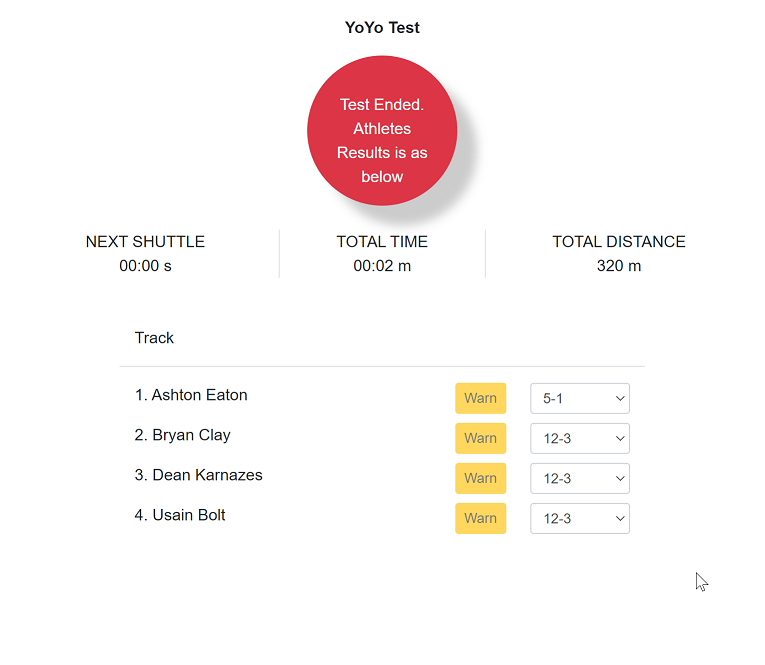 YoYo Test
Test Ended.
Athletes
Results is as
below
NEXT SHUTTLE
00:00 s
TOTAL TIME
00:02 m
TOTAL DISTANCE
320 m
Track
1. Ashton Eaton Warn 5-1
2. Bryan Clay Warn 12-3
3. Dean Karnazes Warn 12-3
4. Usain Bolt Warn 12-3